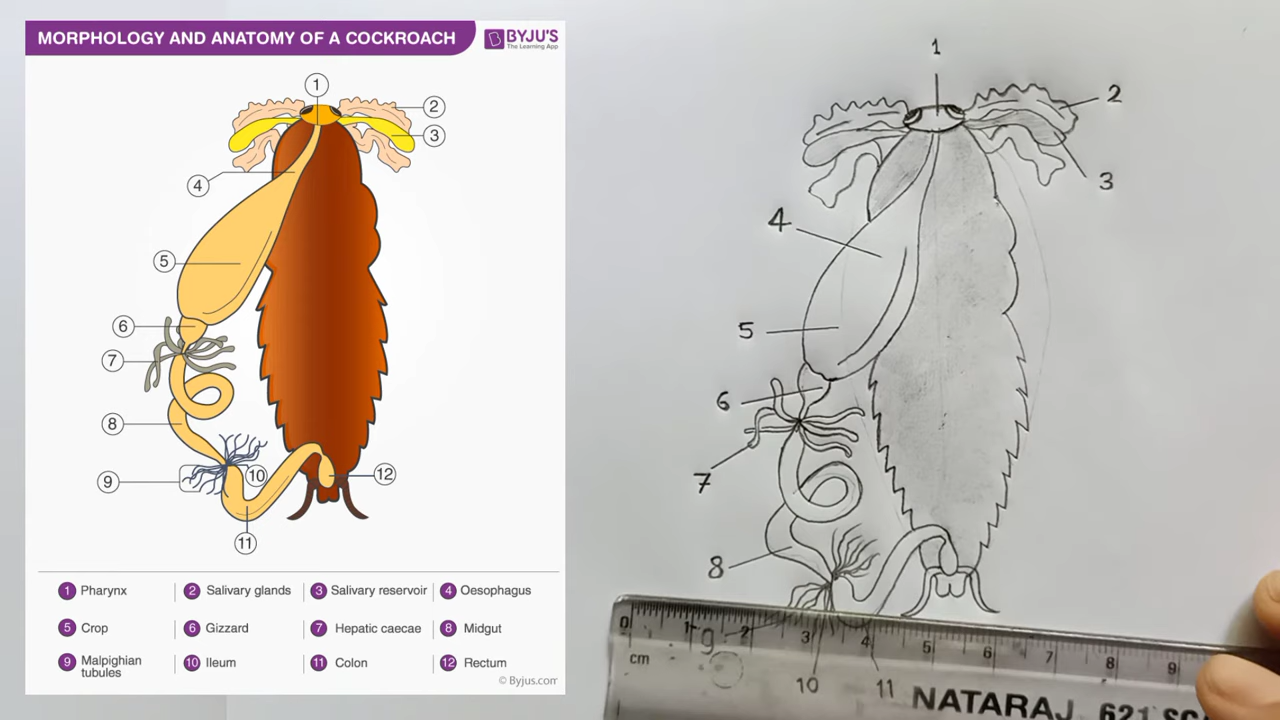 MORPHOLOGY AND ANATOMY OF A COCKROACH
B BYJU'S
The Learning App
1
2
3
4
5
6
7
8
9
10
11
12
1 Pharynx
2 Salivary glands
3 Salivary reservoir
4 Oesophagus
5 Crop
6 Gizzard
7 Hepatic caecae
8 Midgut
9 Malpighian
tubules
10 Ileum
11 Colon
12 Rectum
© Byjus.com
1
2
3
4
5
6
7
8
9
10
11
0 1 2 3 4 5 6 7 8 9
cm
NATARAJ 621